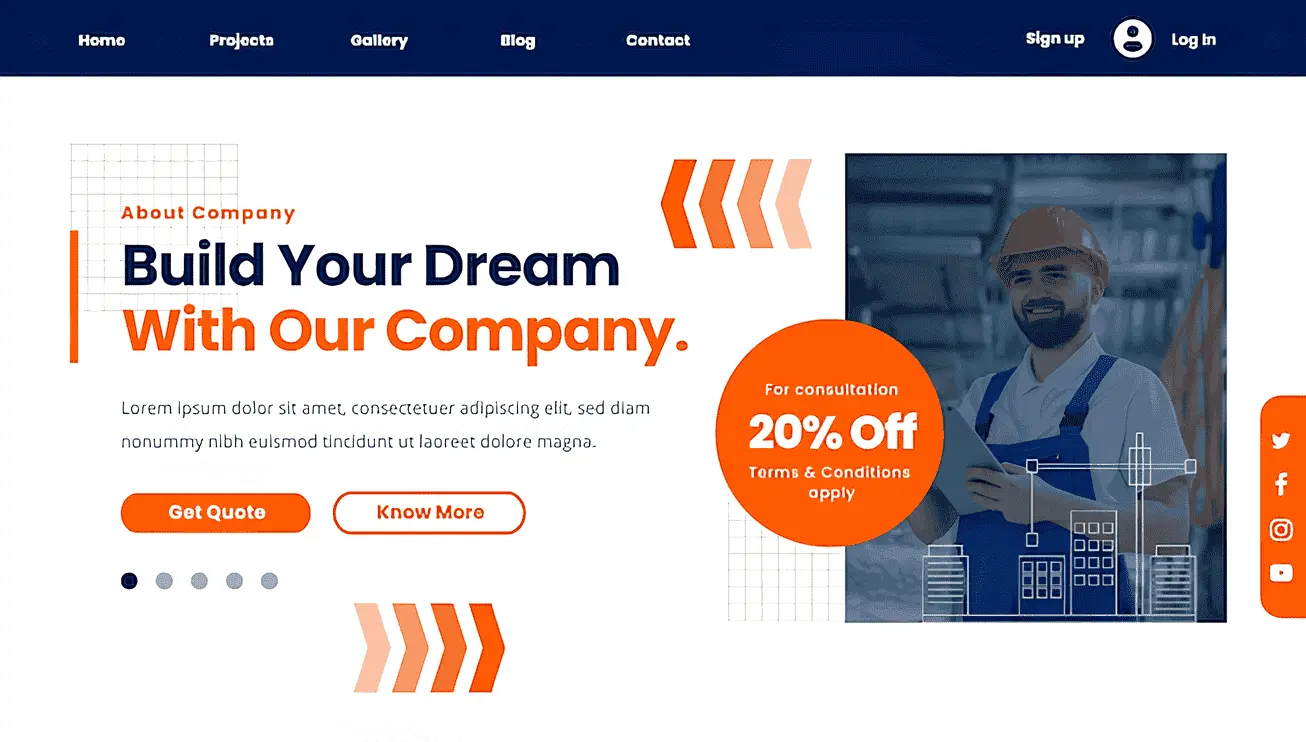 Home Projects Gallery Blog Contact Sign up Log In
About Company
Build Your Dream
With Our Company.
Lorem ipsum dolor sit amet, consectetuer adipiscing elit, sed diam
nonummy nibh euismod tincidunt ut laoreet dolore magna.
Get Quote Know More
For consultation
20% Off
Terms & Conditions
apply